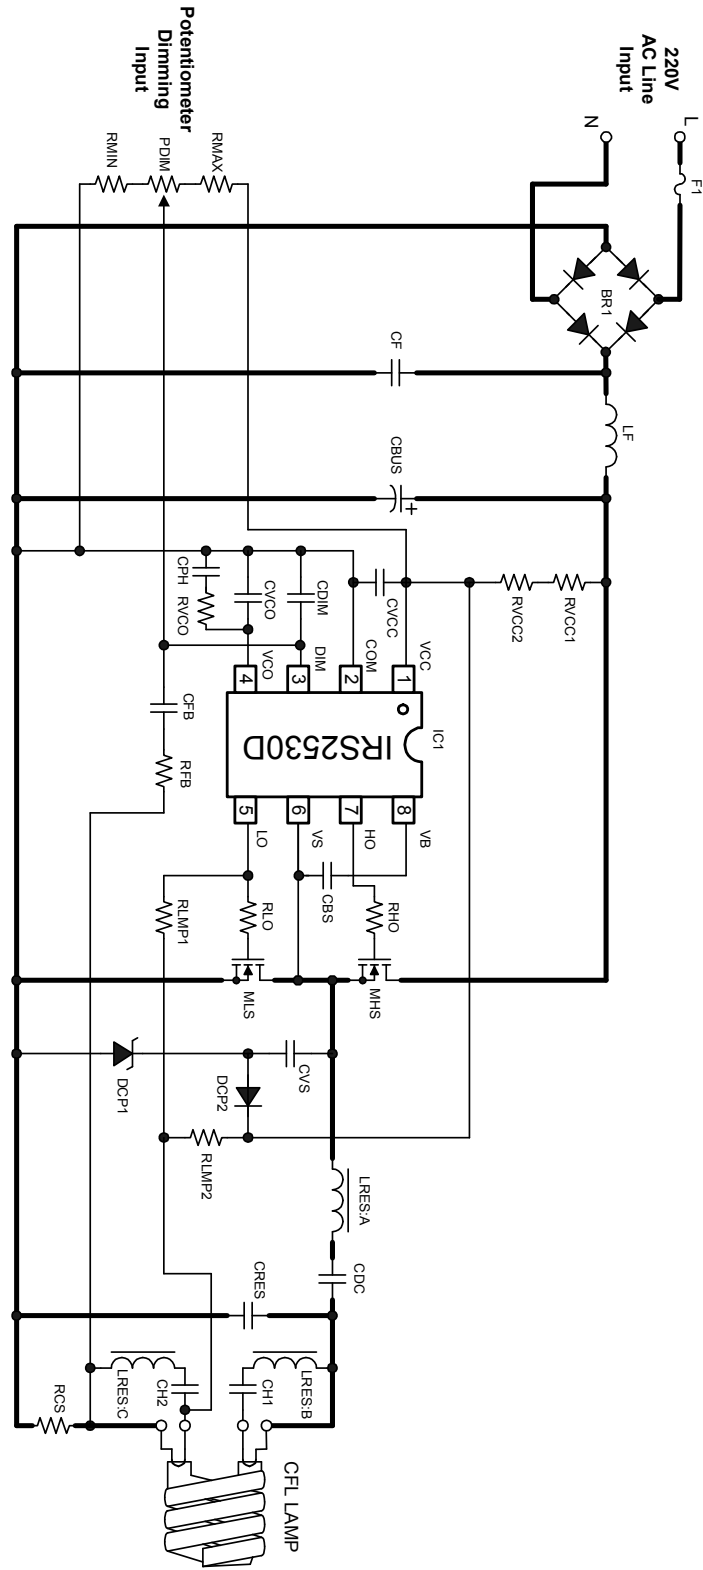 220V
AC Line
Input
L
N
F1
BR1
Potentiometer
Dimming
Input
RMAX
PDIM
RMIN
LF
CF
CBUS
+
RVCC1
RVCC2
CVCC
CDIM
CVCO
CPH
RVCO
VCC
COM
DIM
VCO
1
2
3
4
IC1
IRS2530D
8
7
6
5
VB
HO
VS
LO
CFB
RFB
CBS
RHO
RLO
RLMP1
MHS
MLS
CVS
DCP1
DCP2
RLMP2
LRES:A
CDC
CRES
LRES:B
CH1
CH2
LRES:C
RCS
CFL LAMP